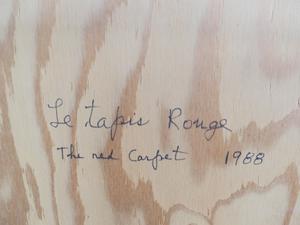 Le tapis Rouge
The red Carpet 1988